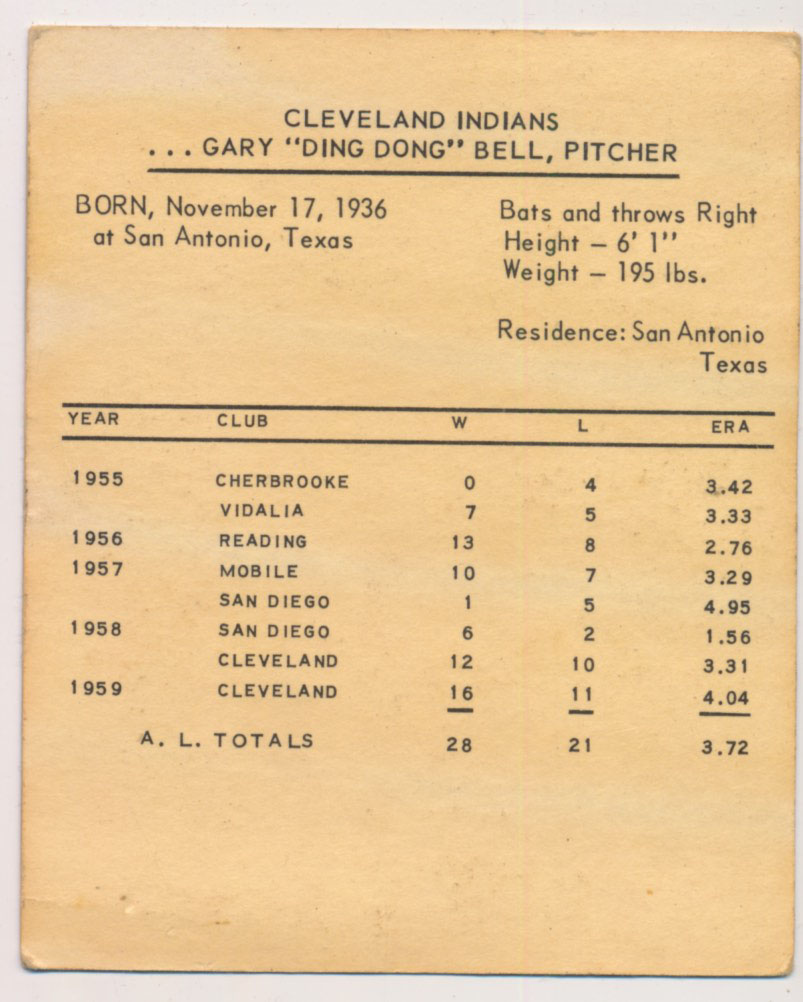 CLEVELAND INDIANS
... GARY "DING DONG" BELL, PITCHER
BORN, November 17, 1936
at San Antonio, Texas
Bats and throws Right
Height – 6' 1"
Weight – 195 lbs.
Residence: San Antonio
Texas
YEAR CLUB W L ERA
1955 CHERBROOKE 0 4 3.42
VIDALIA 7 5 3.33
1956 READING 13 8 2.76
1957 MOBILE 10 7 3.29
SAN DIEGO 1 5 4.95
1958 SAN DIEGO 6 2 1.56
CLEVELAND 12 10 3.31
1959 CLEVELAND 16 11 4.04
A. L. TOTALS 28 21 3.72